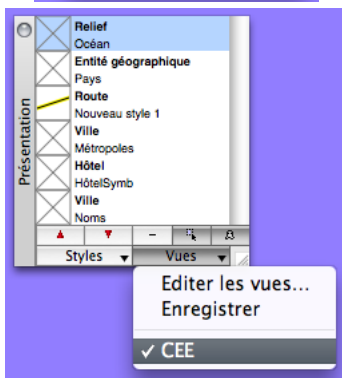 Présentation
Relief
Océan
Entité géographique
Pays
Route
Nouveau style 1
Ville
Métropoles
Hôtel
HôtelSymb
Ville
Noms
Styles
Vues
Editer les vues...
Enregistrer
✓ CEE